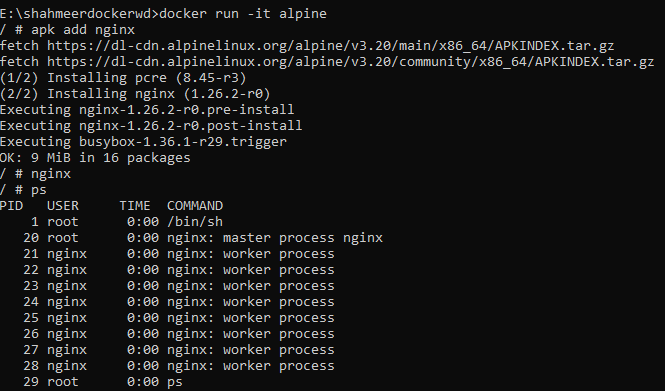 E:\shahmeerdockerwd>docker run -it alpine
/ # apk add nginx
fetch https://dl-cdn.alpinelinux.org/alpine/v3.20/main/x86_64/APKINDEX.tar.gz
fetch https://dl-cdn.alpinelinux.org/alpine/v3.20/community/x86_64/APKINDEX.tar.gz
(1/2) Installing pcre (8.45-r3)
(2/2) Installing nginx (1.26.2-r0)
Executing nginx-1.26.2-r0.pre-install
Executing nginx-1.26.2-r0.post-install
Executing busybox-1.36.1-r29.trigger
OK: 9 MiB in 16 packages
/ # nginx
/ # ps
PID   USER     TIME  COMMAND
    1 root      0:00 /bin/sh
   20 root      0:00 nginx: master process nginx
   21 nginx     0:00 nginx: worker process
   22 nginx     0:00 nginx: worker process
   23 nginx     0:00 nginx: worker process
   24 nginx     0:00 nginx: worker process
   25 nginx     0:00 nginx: worker process
   26 nginx     0:00 nginx: worker process
   27 nginx     0:00 nginx: worker process
   28 nginx     0:00 nginx: worker process
   29 root      0:00 ps